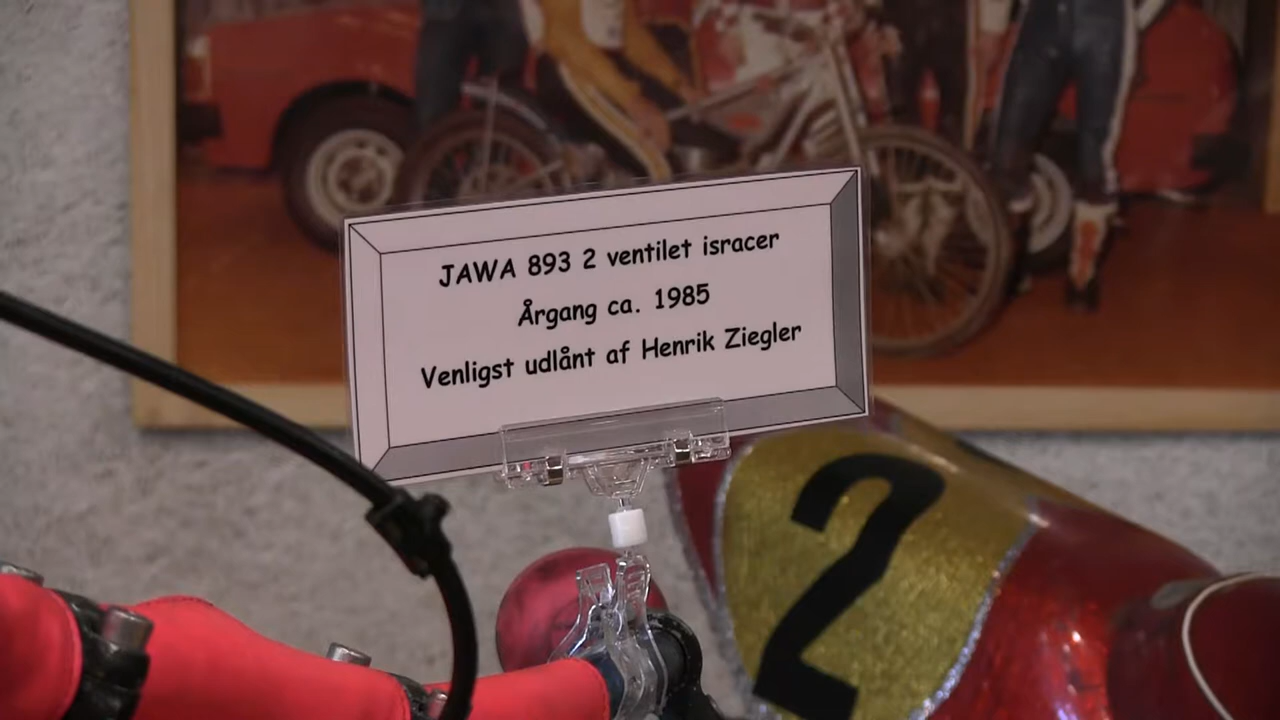 JAWA 893 2 ventilet isracer
Årgang ca. 1985
Venligst udlånt af Henrik Ziegler
2